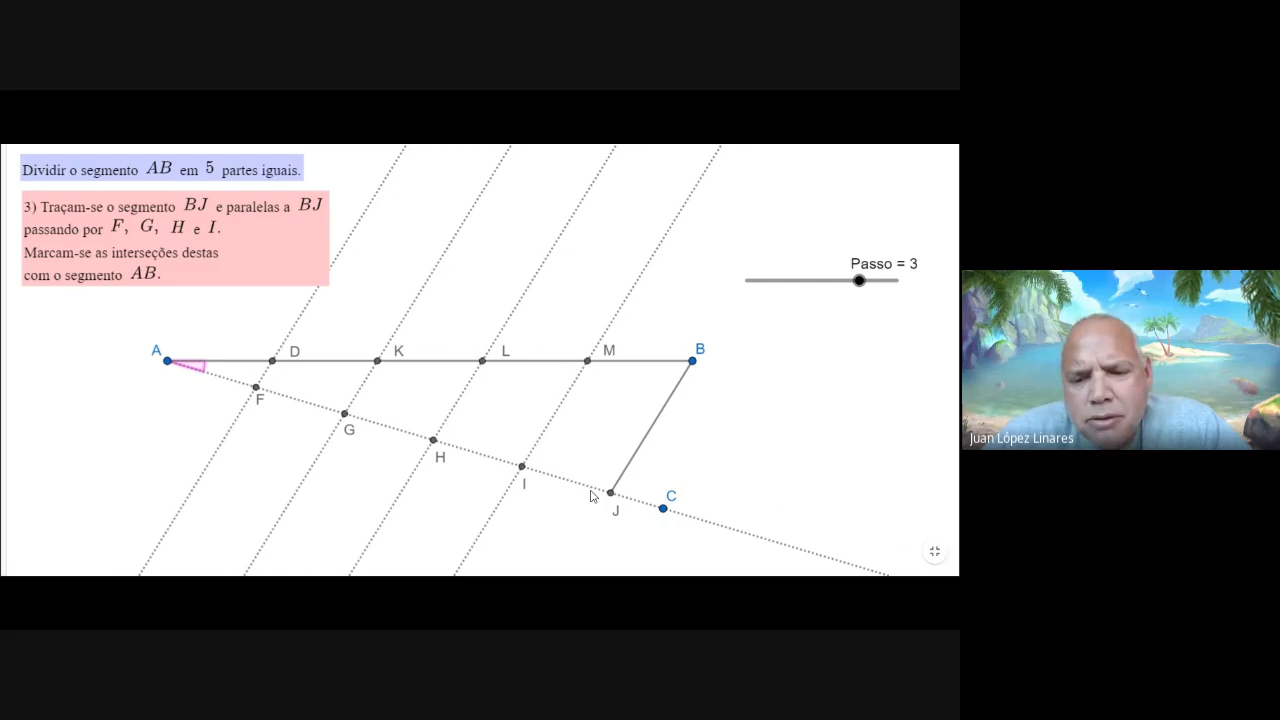 Dividir o segmento AB em 5 partes iguais.
3) Traçam-se o segmento BJ e paralelas a BJ
passando por F, G, H e I.
Marcam-se as interseções destas
com o segmento AB.
Passo = 3
A
D
K
L
M
B
F
G
H
I
J
C
Juan López Linares